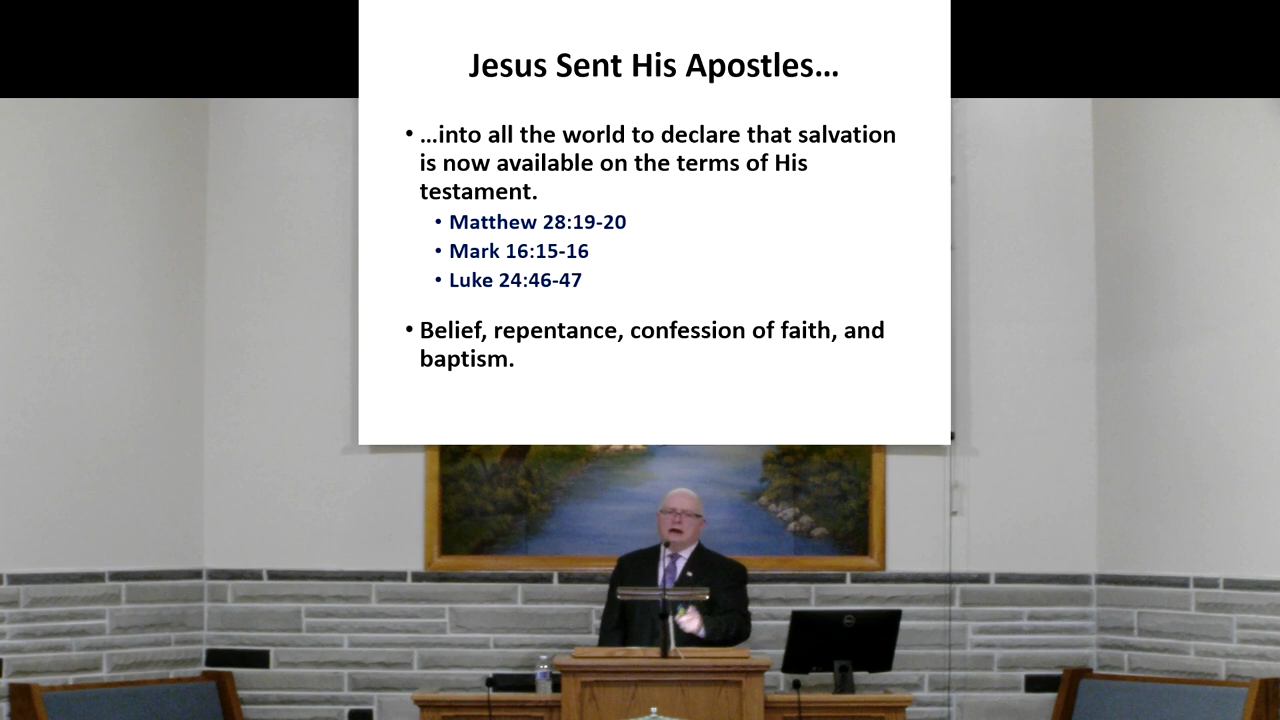 Jesus Sent His Apostles…
• …into all the world to declare that salvation
is now available on the terms of His
testament.
• Matthew 28:19-20
• Mark 16:15-16
• Luke 24:46-47
• Belief, repentance, confession of faith, and
baptism.
DELL